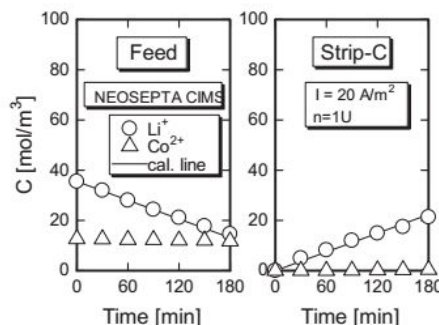 Feed
Strip-C
NEOSEPTA CIMS
Li+
Co2+
cal. line
I = 20 A/m2
n=1U
C [mol/m3]
100
80
60
40
20
0
0 60 120 180
0 60 120 180
100
80
60
40
20
0
Time [min]
Time [min]